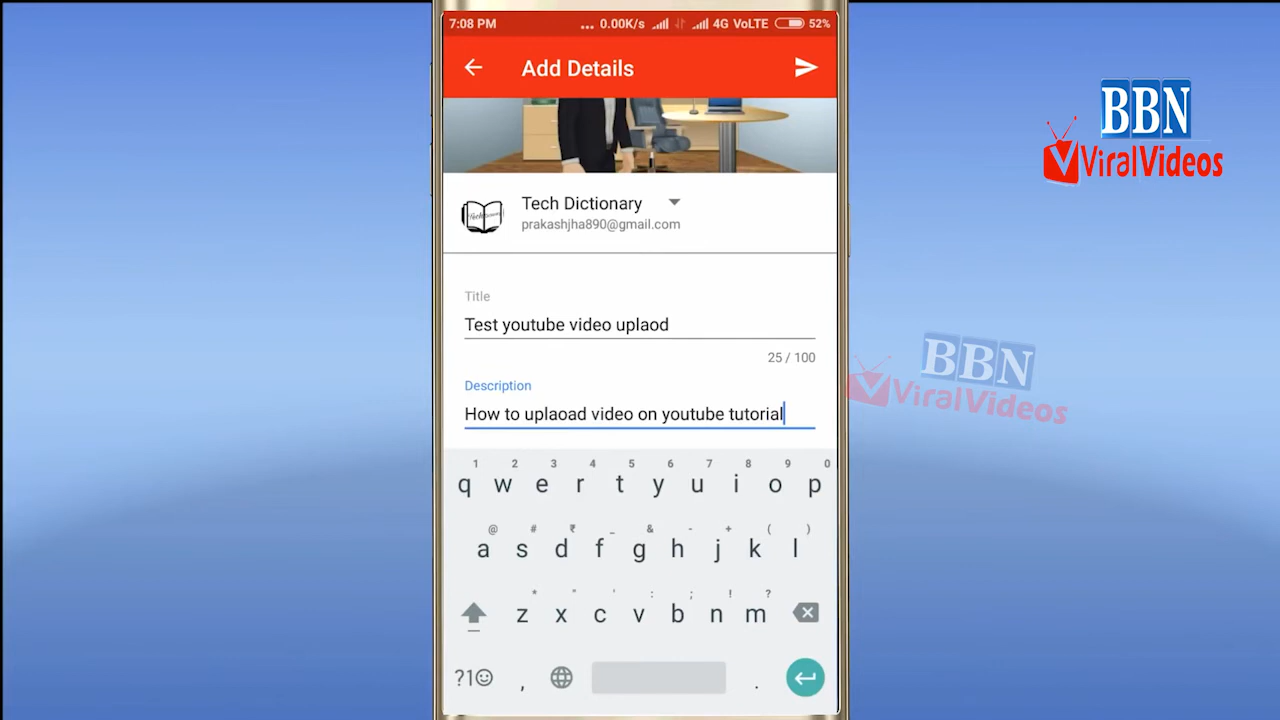 7:08 PM ... 0.00K/s 4G VoLTE 52%
Add Details
BBN
ViralVideos
Tech Dictionary
prakashjha890@gmail.com
Title
Test youtube video uplaod
25 / 100
BBN
ViralVideos
Description
How to uplaoad video on youtube tutorial
1 2 3 4 5 6 7 8 9 0
q w e r t y u i o p
@ # ₹ _ & - + ( )
a s d f g h j k l
* " ' : ; ! ?
z x c v b n m
?1 , .